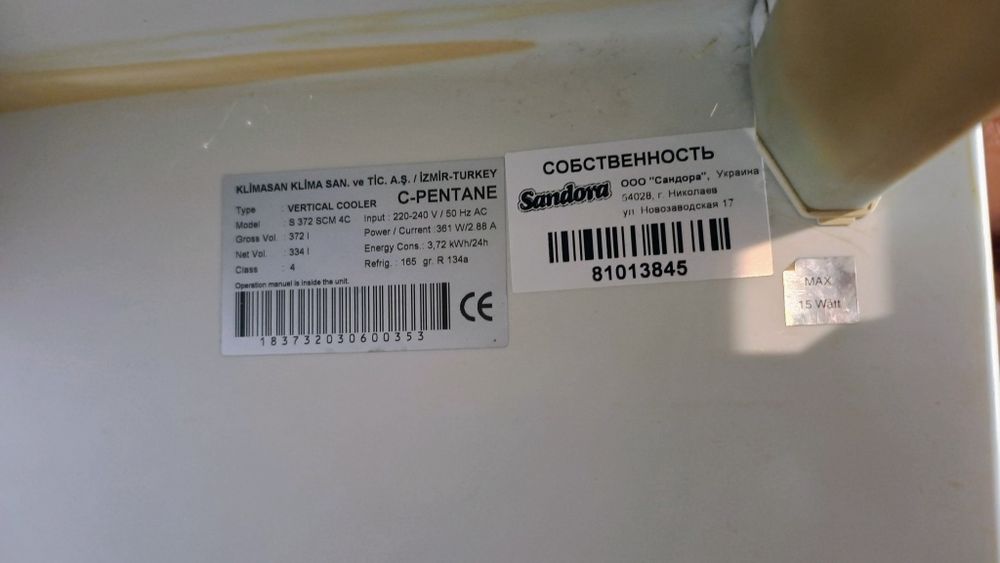 KLİMASAN KLİMA SAN. ve TİC. A.Ş. / İZMİR-TURKEY
C-PENTANE
Type : VERTICAL COOLER
Model : S 372 SCM 4C
Gross Vol. : 372 l
Net Vol. : 334 l
Class : 4
Input : 220-240 V / 50 Hz AC
Power / Current : 361 W/2.88 A
Energy Cons.: 3,72 kWh/24h
Refrig. : 165 gr. R 134a
Operation manuel is inside the unit.
183732030600353
CE
СОБСТВЕННОСТЬ
Sandora
ООО "Сандора", Украина
54028, г. Николаев
ул Новозаводская 17
81013845
MAX.
15 Watt